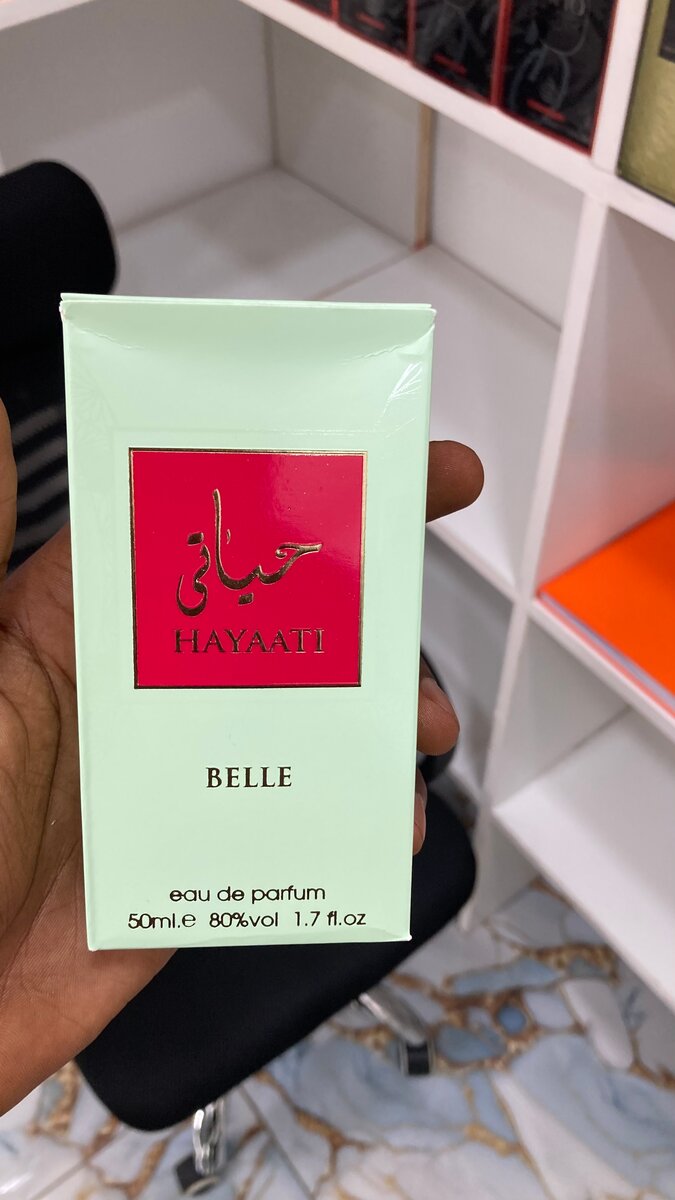 حياتي
HAYAATI
BELLE
eau de parfum
50ml.e 80%vol 1.7 fl.oz